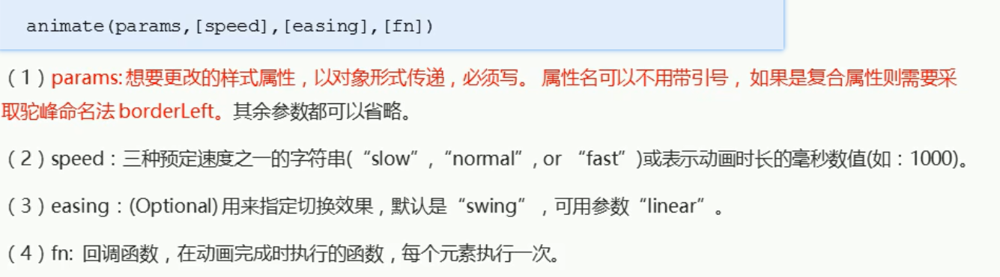 animate(params,[speed],[easing],[fn])
（1）params:想要更改的样式属性，以对象形式传递，必须写。 属性名可以不用带引号， 如果是复合属性则需要采
取驼峰命名法 borderLeft。其余参数都可以省略。
（2）speed：三种预定速度之一的字符串(“slow”,“normal”, or “fast”)或表示动画时长的毫秒数值(如：1000)。
（3）easing：(Optional) 用来指定切换效果，默认是“swing”，可用参数“linear”。
（4）fn: 回调函数，在动画完成时执行的函数，每个元素执行一次。